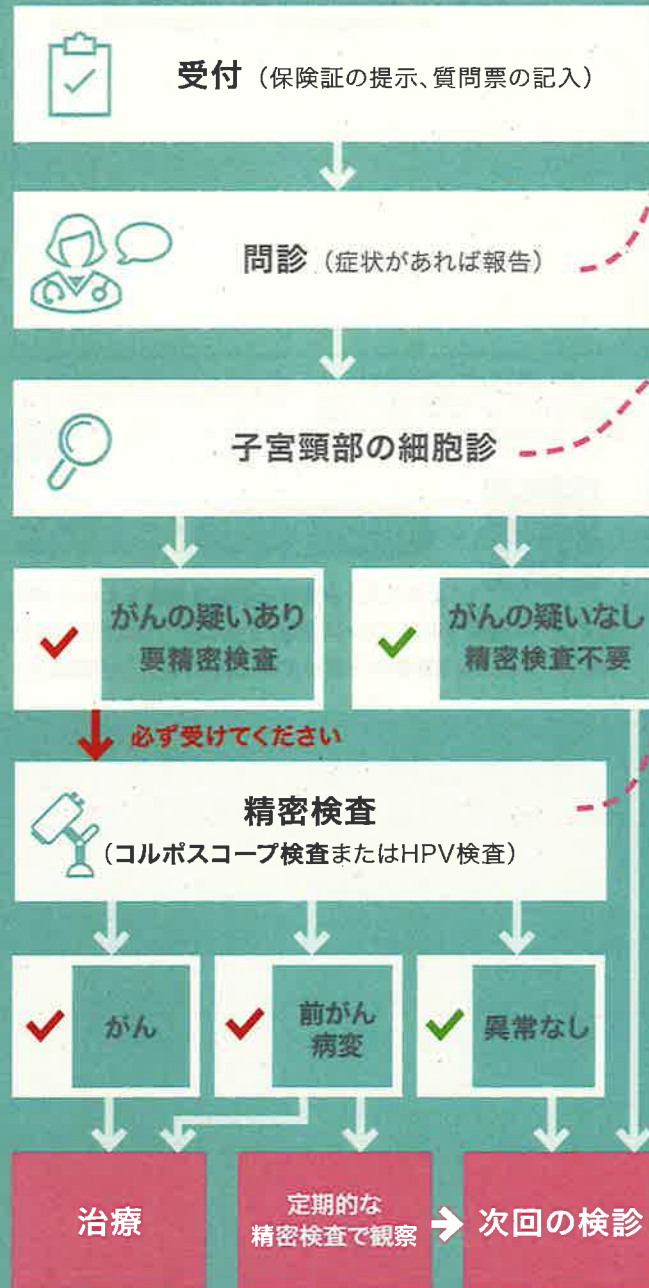 受付（保険証の提示、質問票の記入）
問診（症状があれば報告）
子宮頸部の細胞診
がんの疑いあり
要精密検査
がんの疑いなし
精密検査不要
必ず受けてください
精密検査
（コルポスコープ検査またはHPV検査）
がん
前がん
病変
異常なし
治療
定期的な
精密検査で観察
次回の検診